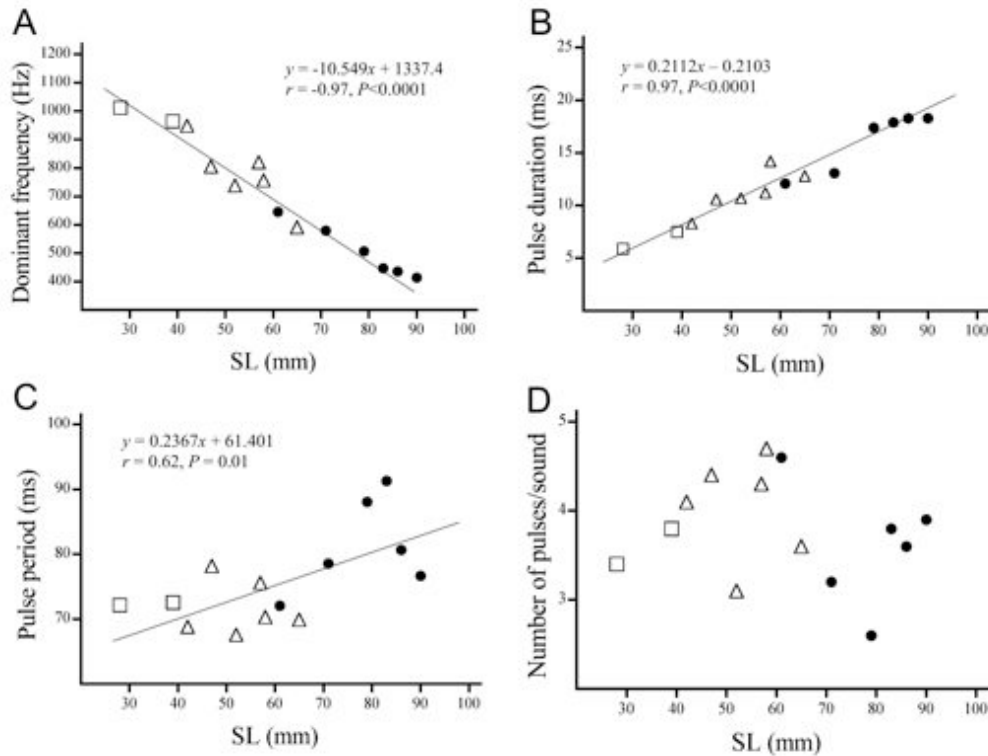 A
Dominant frequency (Hz)
1200
1100
1000
900
800
700
600
500
400
y = -10.549x + 1337.4
r = -0.97, P<0.0001
30 40 50 60 70 80 90 100
SL (mm)
B
Pulse duration (ms)
25
20
15
10
5
y = 0.2112x – 0.2103
r = 0.97, P<0.0001
30 40 50 60 70 80 90 100
SL (mm)
C
Pulse period (ms)
100
90
80
70
y = 0.2367x + 61.401
r = 0.62, P = 0.01
30 40 50 60 70 80 90 100
SL (mm)
D
Number of pulses/sound
5
4
3
30 40 50 60 70 80 90 100
SL (mm)